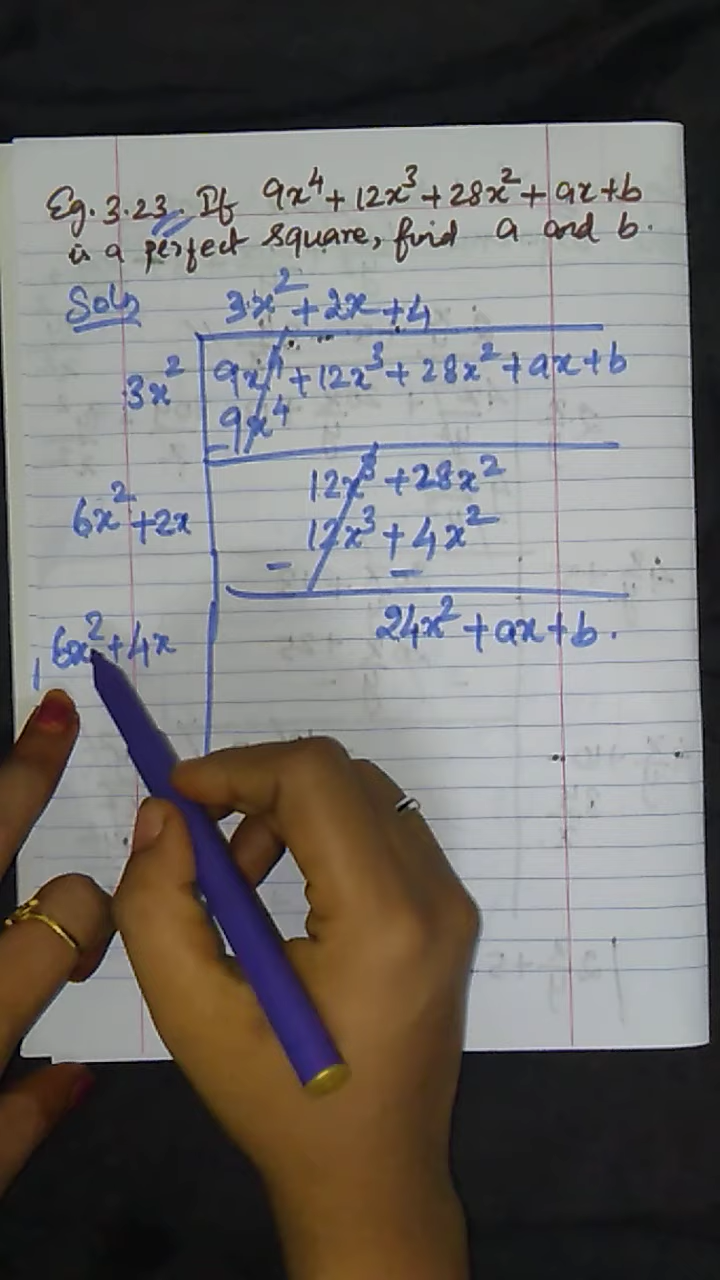 Eg. 3.23. If 9x⁴ + 12x³ + 28x² + ax + b
is a perfect square, find a and b.
Soln
3x² + 2x + 4
3x² 9x⁴ + 12x³ + 28x² + ax + b
9x⁴
−
12x³ + 28x²
6x² + 2x 12x³ + 4x²
− −
24x² + ax + b.
6x² + 4x